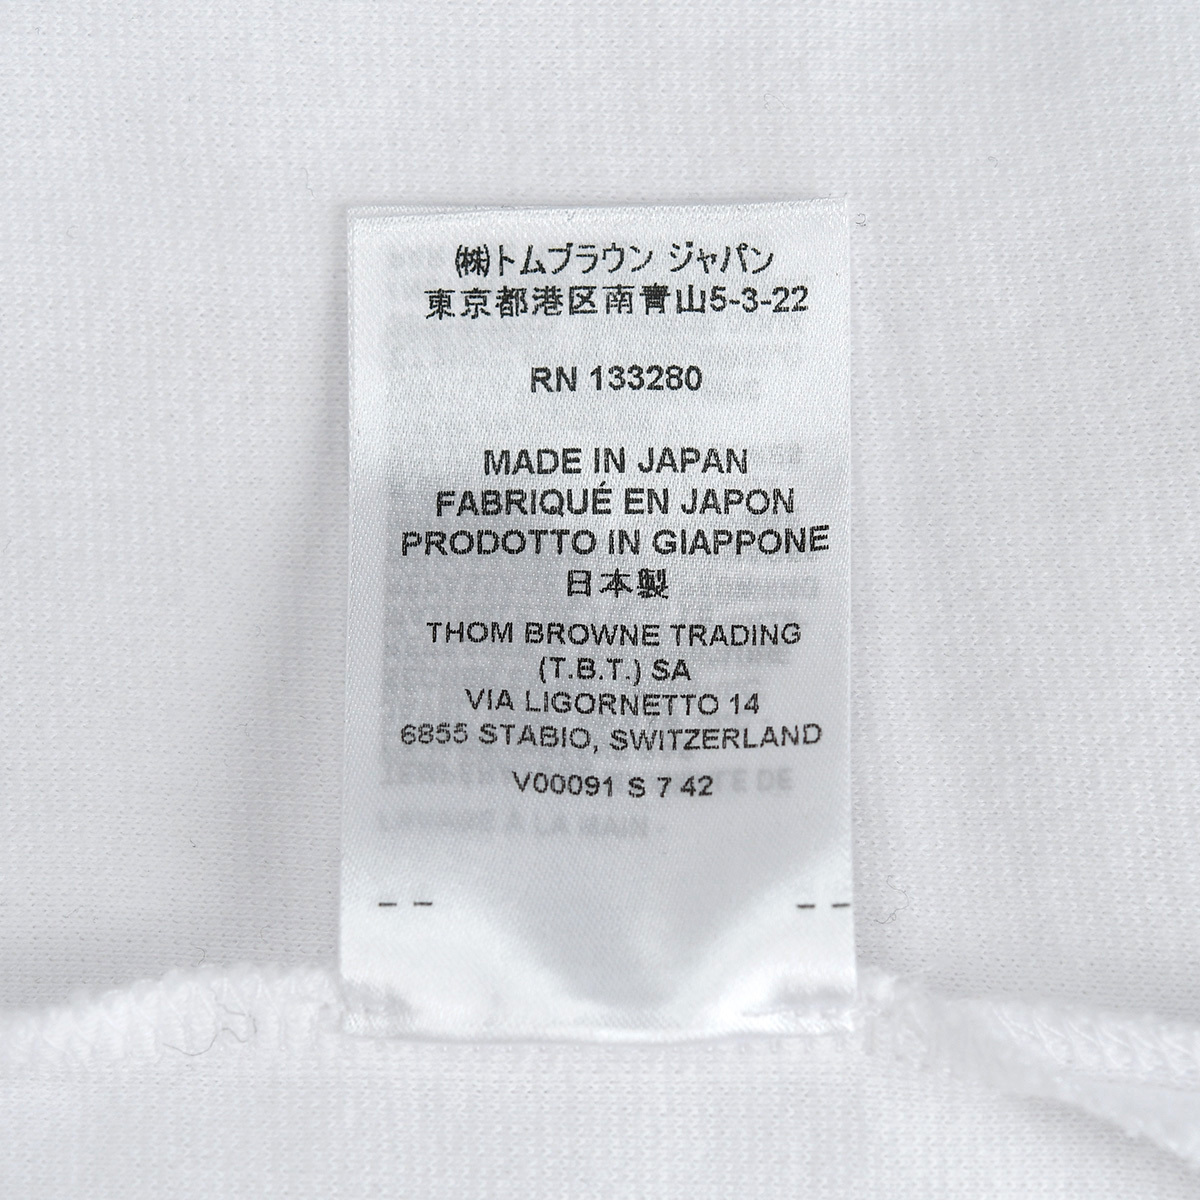 ㈱トムブラウン ジャパン
東京都港区南青山5-3-22
RN 133280
MADE IN JAPAN
FABRIQUÉ EN JAPON
PRODOTTO IN GIAPPONE
日本製
THOM BROWNE TRADING
(T.B.T.) SA
VIA LIGORNETTO 14
6855 STABIO, SWITZERLAND
V00091 S 7 42